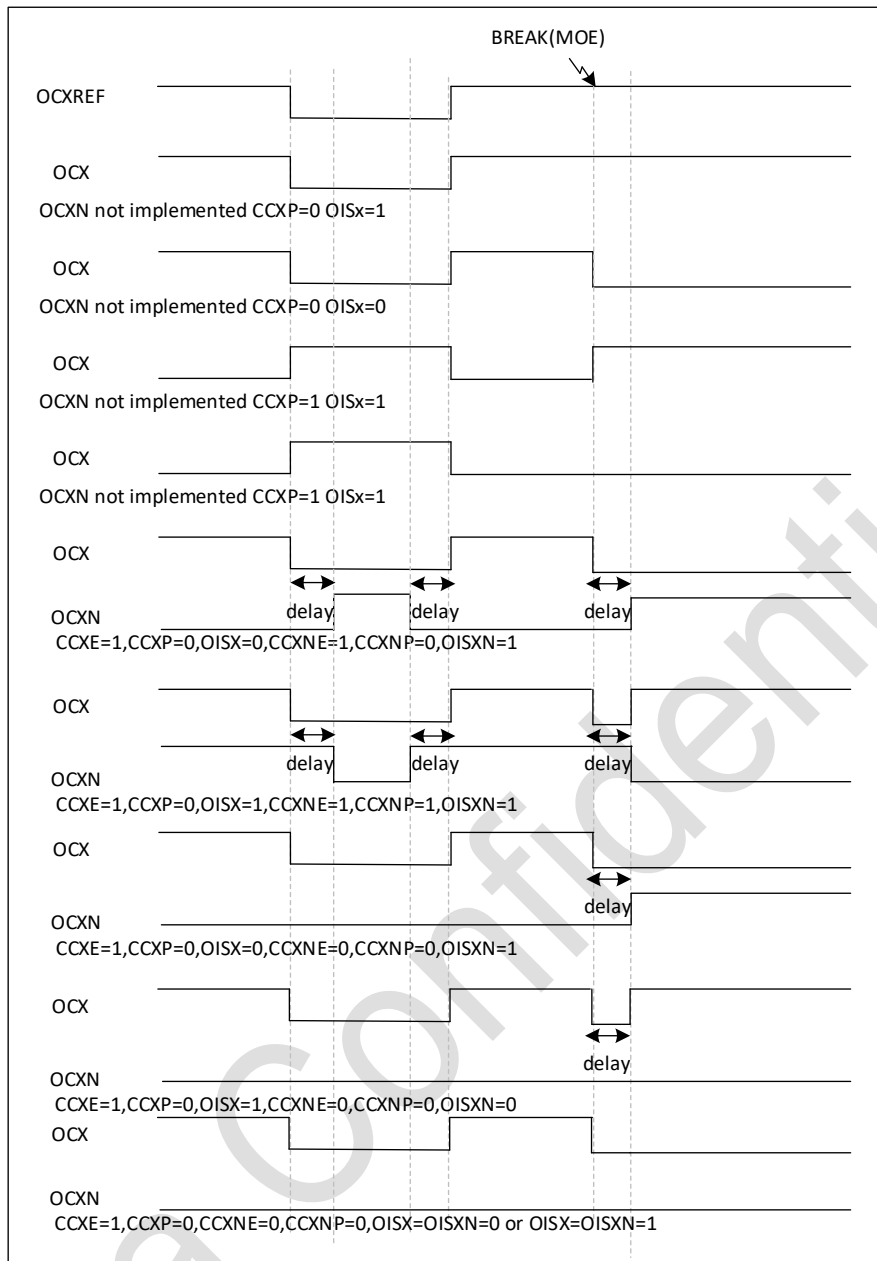 BREAK(MOE)
OCXREF
OCX
OCXN not implemented CCXP=0 OISx=1
OCX
OCXN not implemented CCXP=0 OISx=0
OCX
OCXN not implemented CCXP=1 OISx=1
OCX
OCXN not implemented CCXP=1 OISx=1
OCX
delay delay delay
OCXN
CCXE=1,CCXP=0,OISX=0,CCXNE=1,CCXNP=0,OISXN=1
OCX
delay delay delay
OCXN
CCXE=1,CCXP=0,OISX=1,CCXNE=1,CCXNP=1,OISXN=1
OCX
delay
OCXN
CCXE=1,CCXP=0,OISX=0,CCXNE=0,CCXNP=0,OISXN=1
OCX
delay
OCXN
CCXE=1,CCXP=0,OISX=1,CCXNE=0,CCXNP=0,OISXN=0
OCX
OCXN
CCXE=1,CCXP=0,CCXNE=0,CCXNP=0,OISX=OISXN=0 or OISX=OISXN=1
a Confidenti